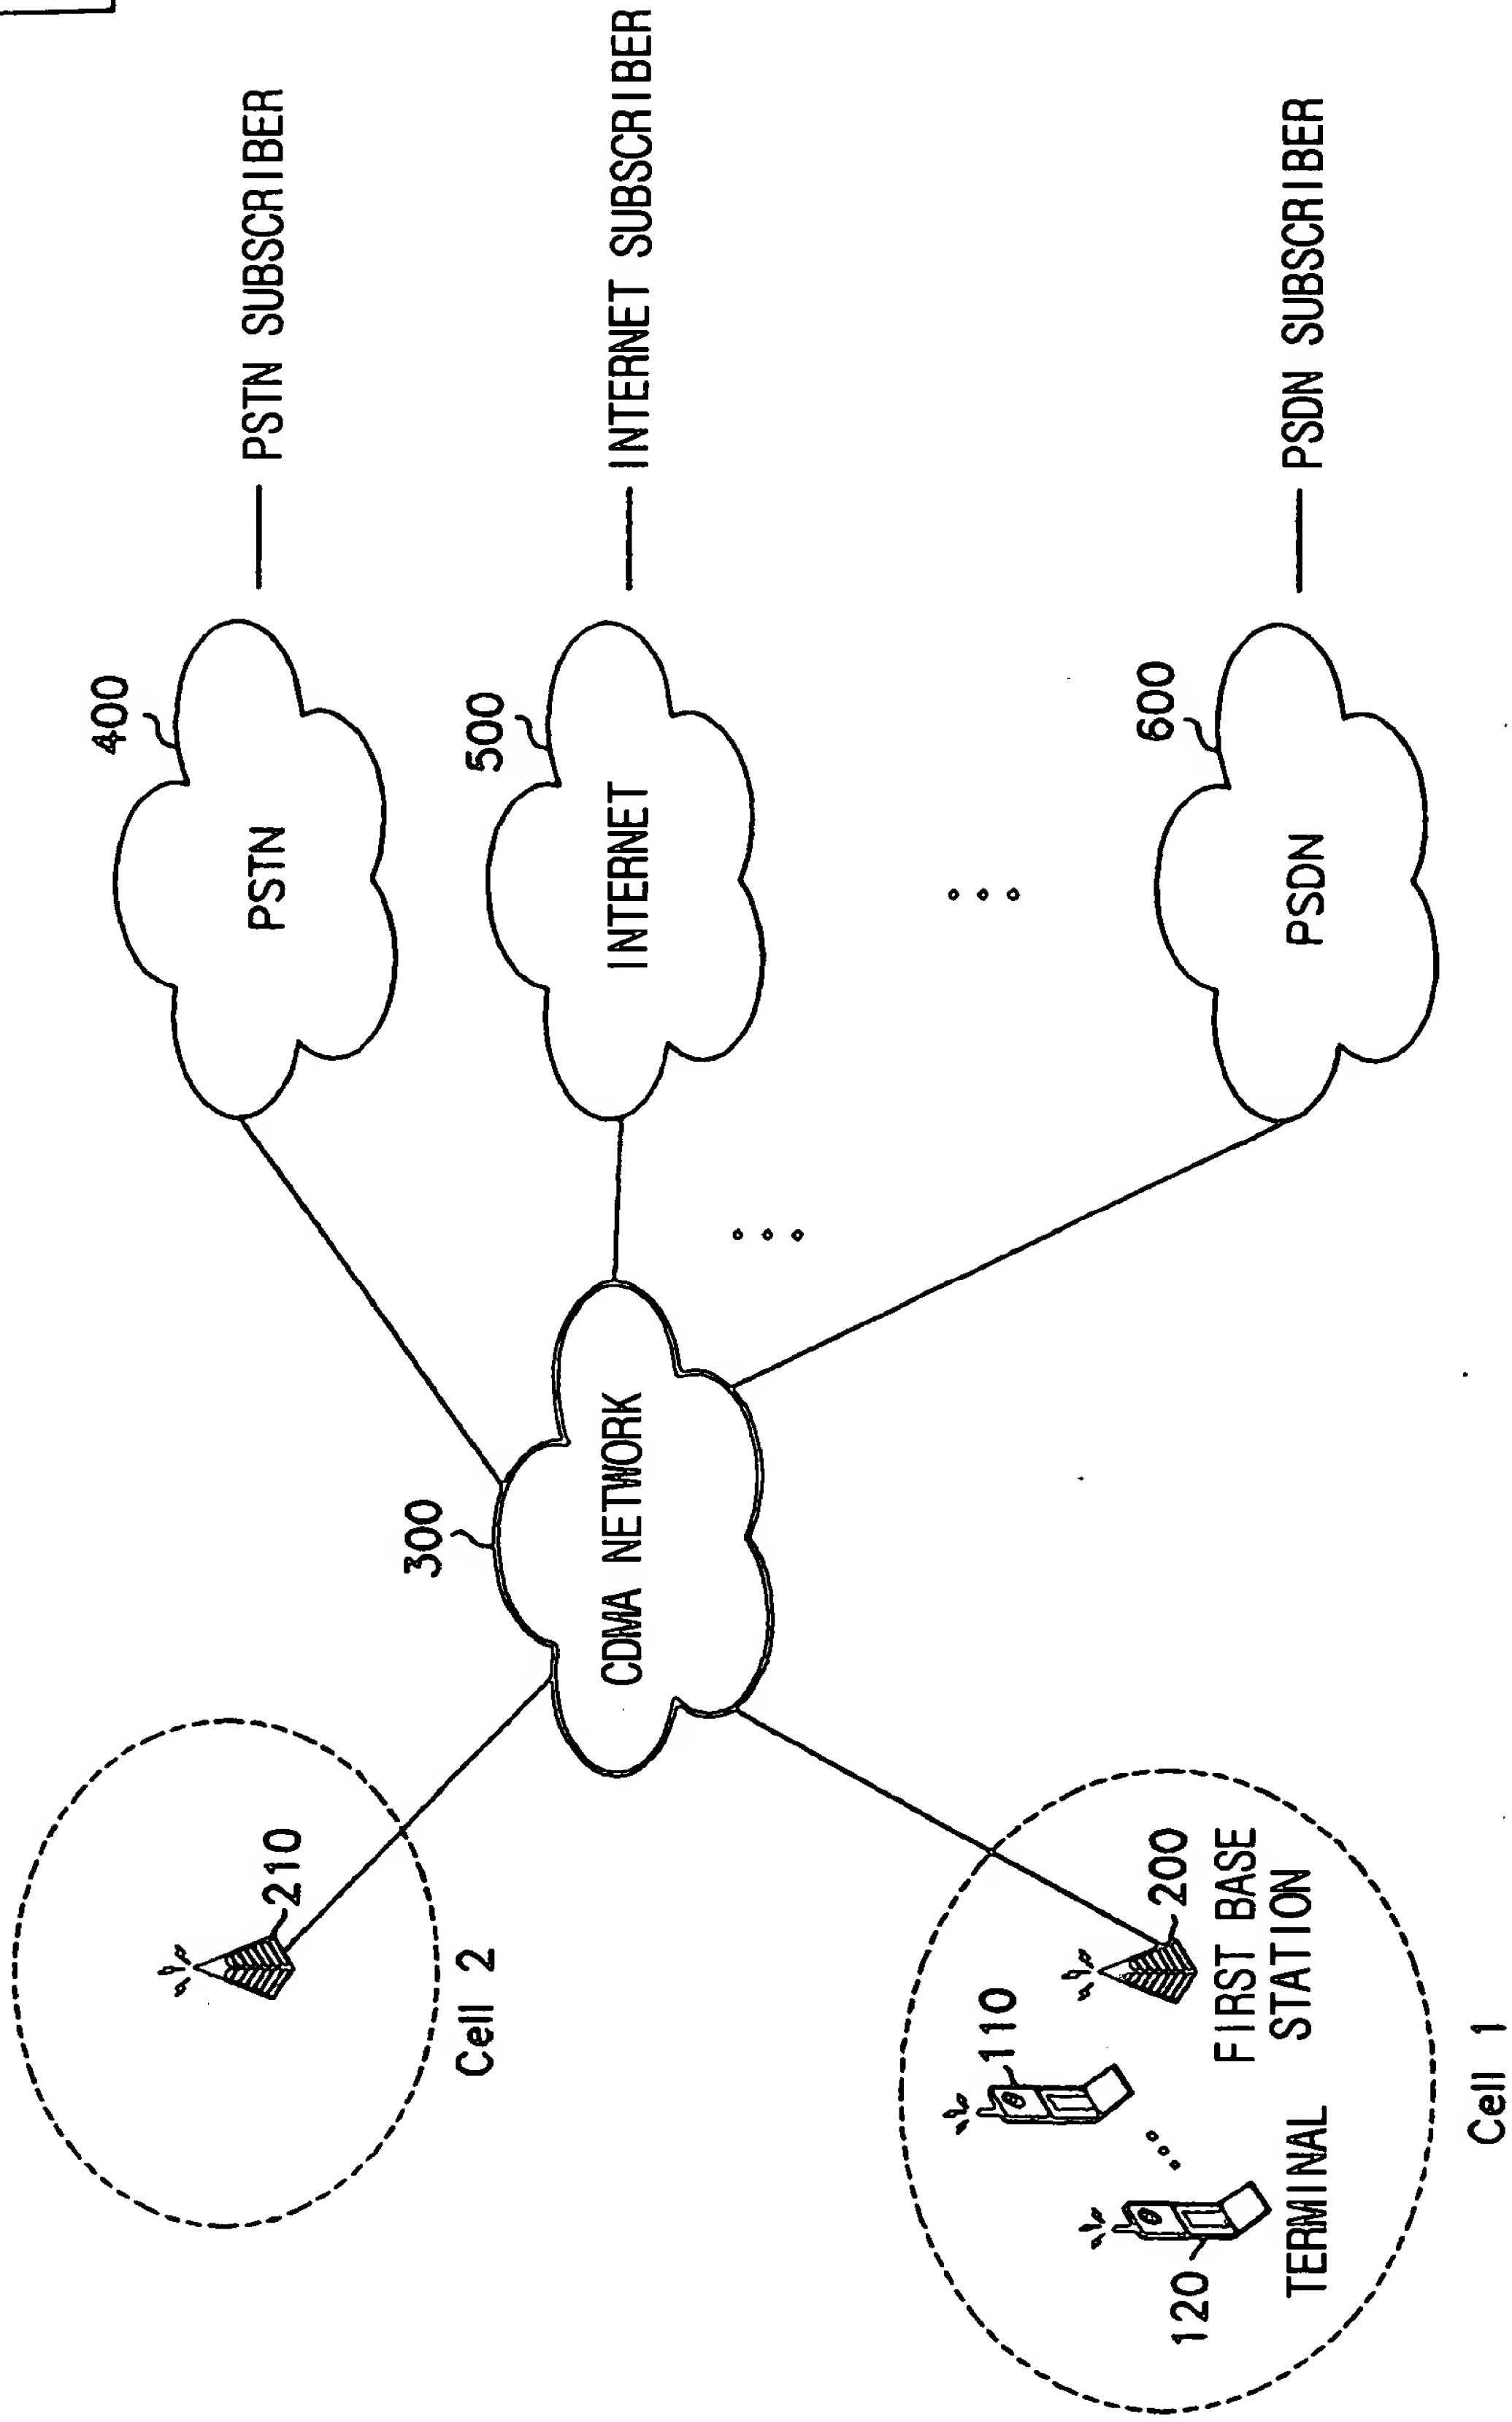 210
Cell 2
110
120
TERMINAL
200
FIRST BASE
STATION
Cell 1
300
CDMA NETWORK
400
PSTN
PSTN SUBSCRIBER
500
INTERNET
INTERNET SUBSCRIBER
600
PSDN
PSDN SUBSCRIBER